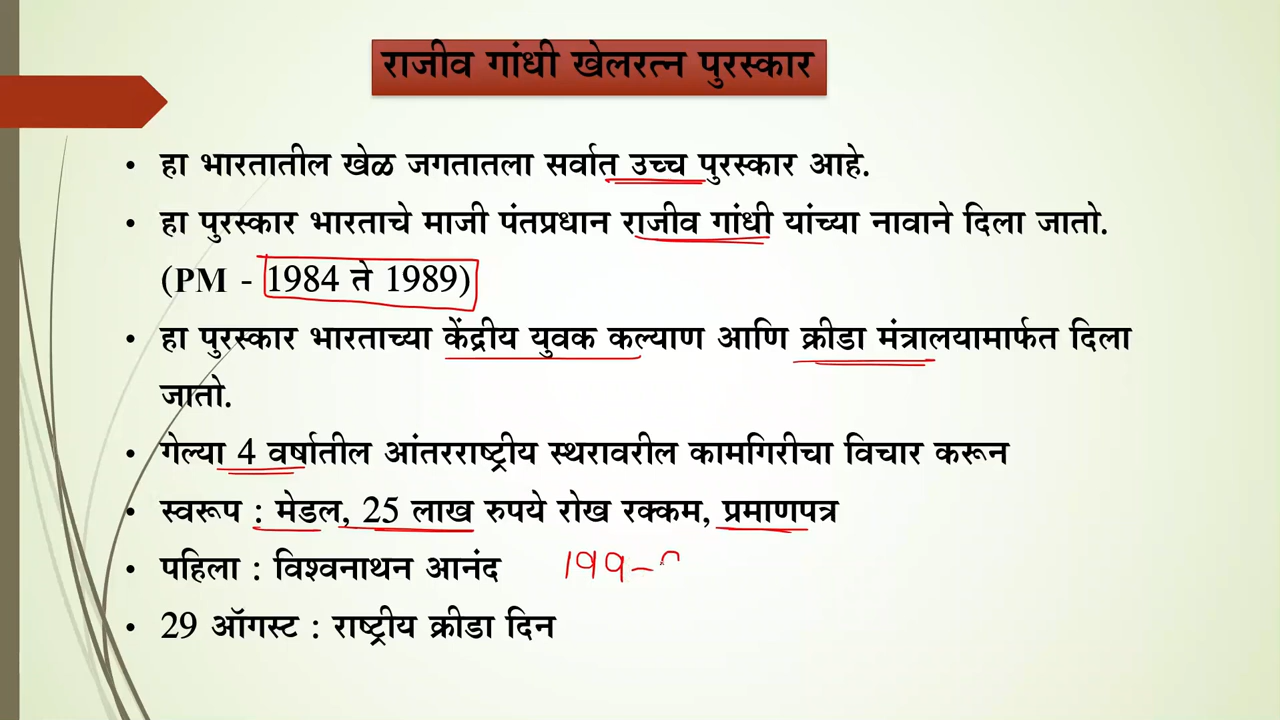 राजीव गांधी खेलरत्न पुरस्कार
• हा भारतातील खेळ जगतातला सर्वात उच्च पुरस्कार आहे.
• हा पुरस्कार भारताचे माजी पंतप्रधान राजीव गांधी यांच्या नावाने दिला जातो.
(PM - 1984 ते 1989)
• हा पुरस्कार भारताच्या केंद्रीय युवक कल्याण आणि क्रीडा मंत्रालयामार्फत दिला
जातो.
• गेल्या 4 वर्षातील आंतरराष्ट्रीय स्थरावरील कामगिरीचा विचार करून
• स्वरूप : मेडल, 25 लाख रुपये रोख रक्कम, प्रमाणपत्र
• पहिला : विश्वनाथन आनंद
• 29 ऑगस्ट : राष्ट्रीय क्रीडा दिन